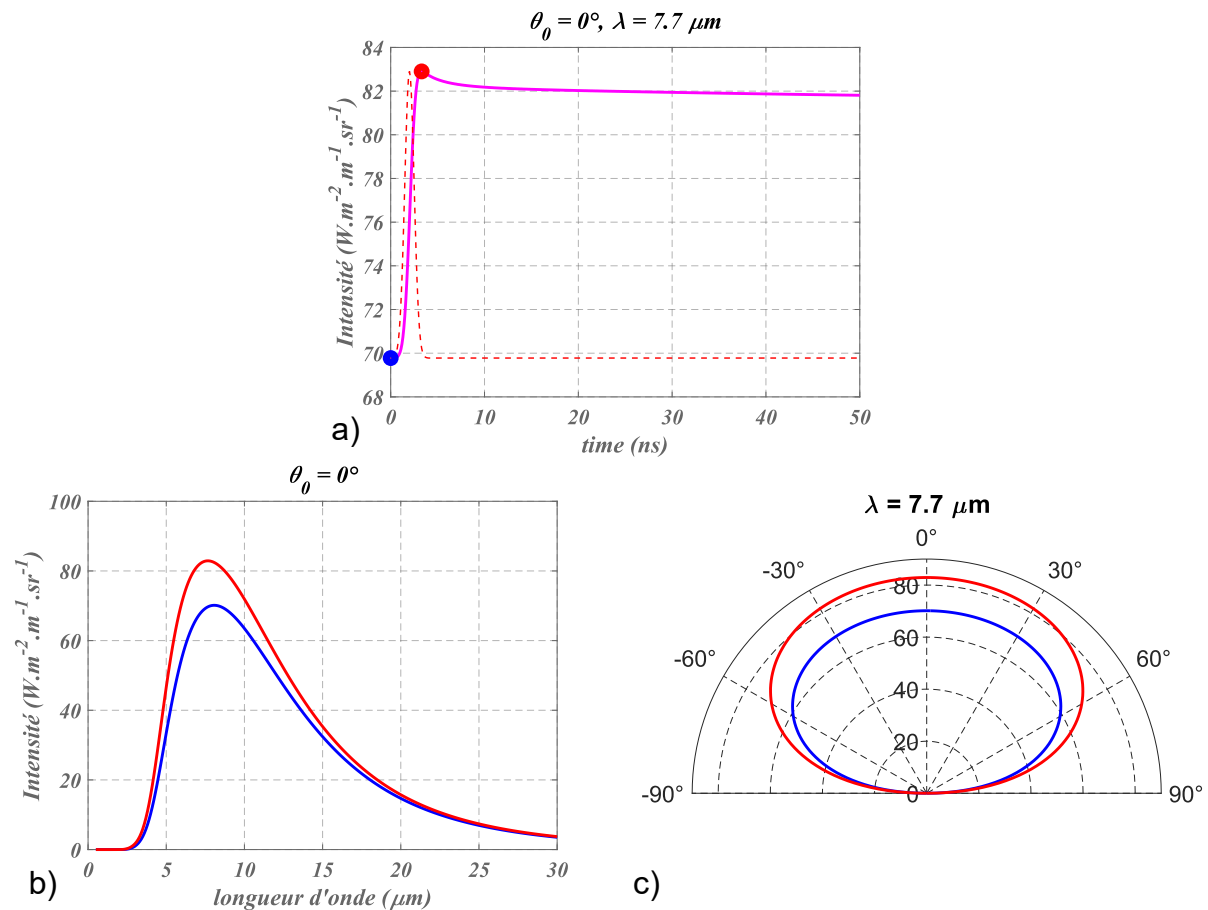 θ₀ = 0°, λ = 7.7 μm
Intensité (W.m⁻².m⁻¹.sr⁻¹)
84
82
80
78
76
74
72
70
68
0 10 20 30 40 50
time (ns)
a)
θ₀ = 0°
Intensité (W.m⁻².m⁻¹.sr⁻¹)
100
80
60
40
20
0
0 5 10 15 20 25 30
longueur d'onde (μm)
b)
λ = 7.7 μm
0°
-30° 30°
-60° 60°
-90° 90°
80
60
40
20
0
c)